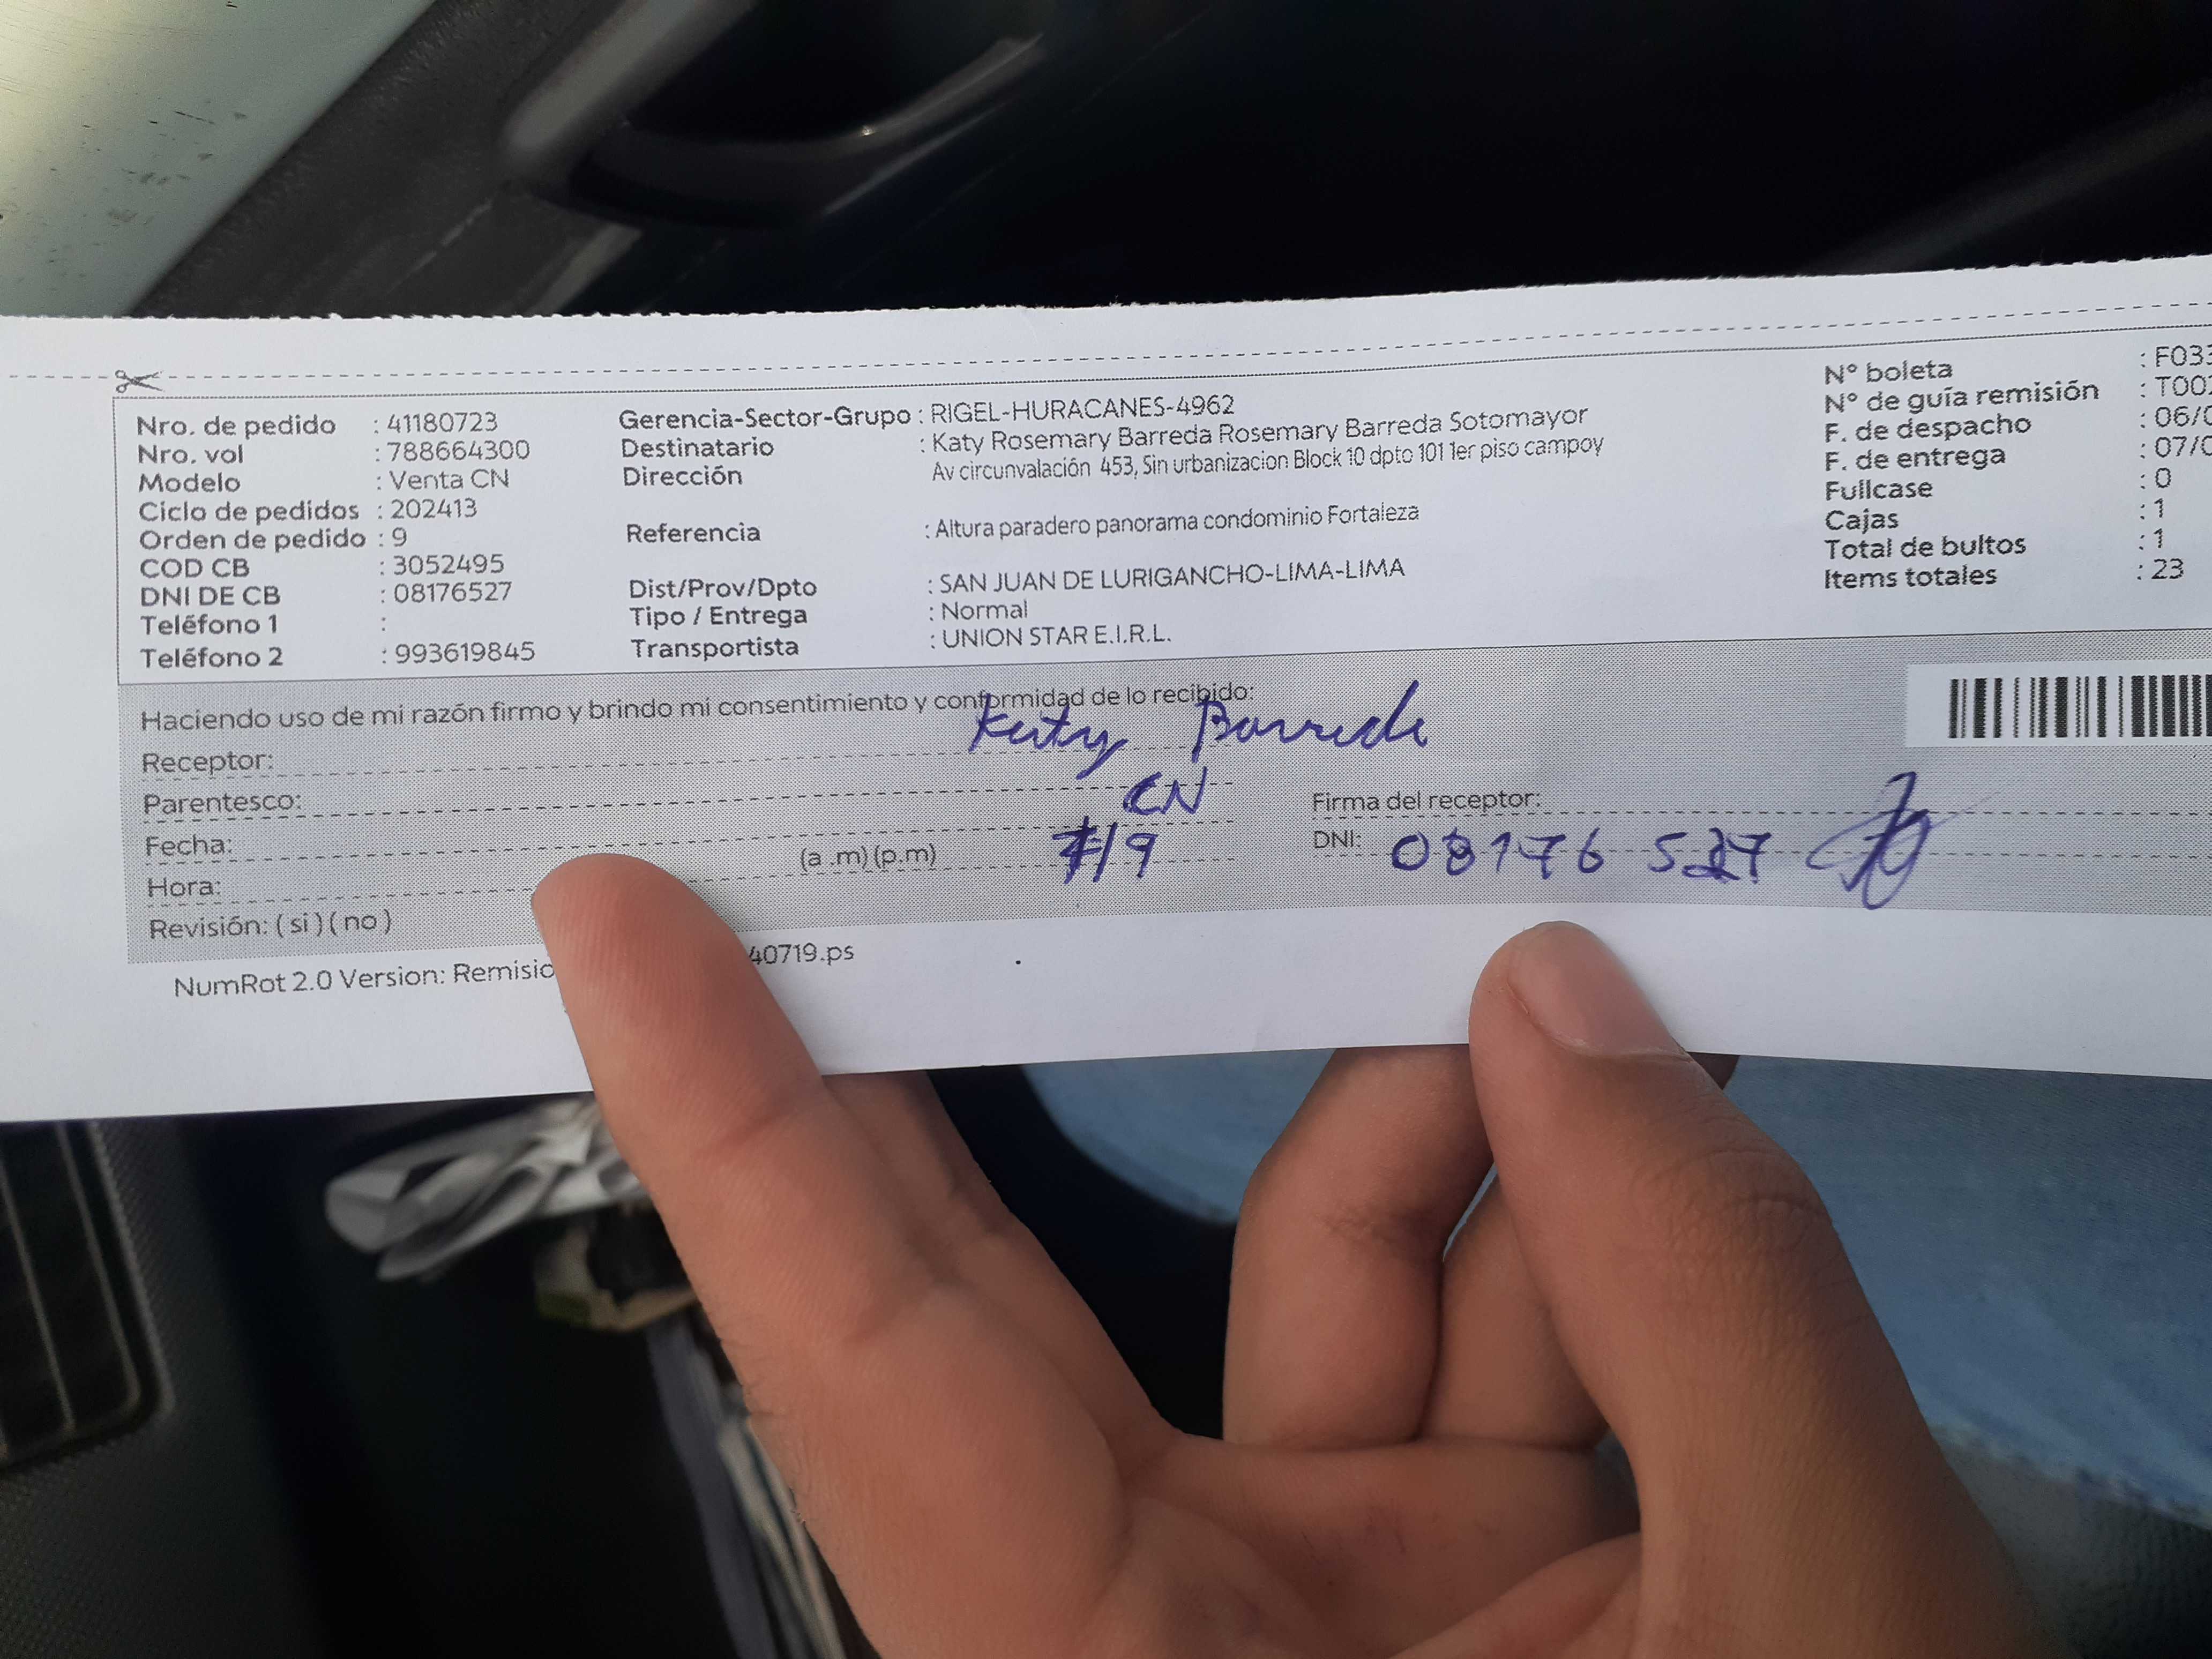 Nro. de pedido : 41180723
Nro. vol : 788664300
Modelo : Venta CN
Ciclo de pedidos : 202413
Orden de pedido : 9
COD CB : 3052495
DNI DE CB : 08176527
Teléfono 1 :
Teléfono 2 : 993619845
Gerencia-Sector-Grupo : RIGEL-HURACANES-4962
Destinatario : Katy Rosemary Barreda Rosemary Barreda Sotomayor
Dirección Av circunvalación 453, Sin urbanizacion Block 10 dpto 101 1er piso campoy
Referencia : Altura paradero panorama condominio Fortaleza
Dist/Prov/Dpto : SAN JUAN DE LURIGANCHO-LIMA-LIMA
Tipo / Entrega : Normal
Transportista : UNION STAR E.I.R.L.
N° boleta : F033
N° de guía remisión : T00
F. de despacho : 06/0
F. de entrega : 07/0
Fullcase : 0
Cajas : 1
Total de bultos : 1
Items totales : 23
Haciendo uso de mi razón firmo y brindo mi consentimiento y conformidad de lo recibido:
Receptor: Katy Barreda
Parentesco: CN
Fecha: 7/9
Hora: (a .m) (p.m)
Revisión: ( si ) ( no )
Firma del receptor:
DNI: 08176527
NumRot 2.0 Version: Remisio 40719.ps